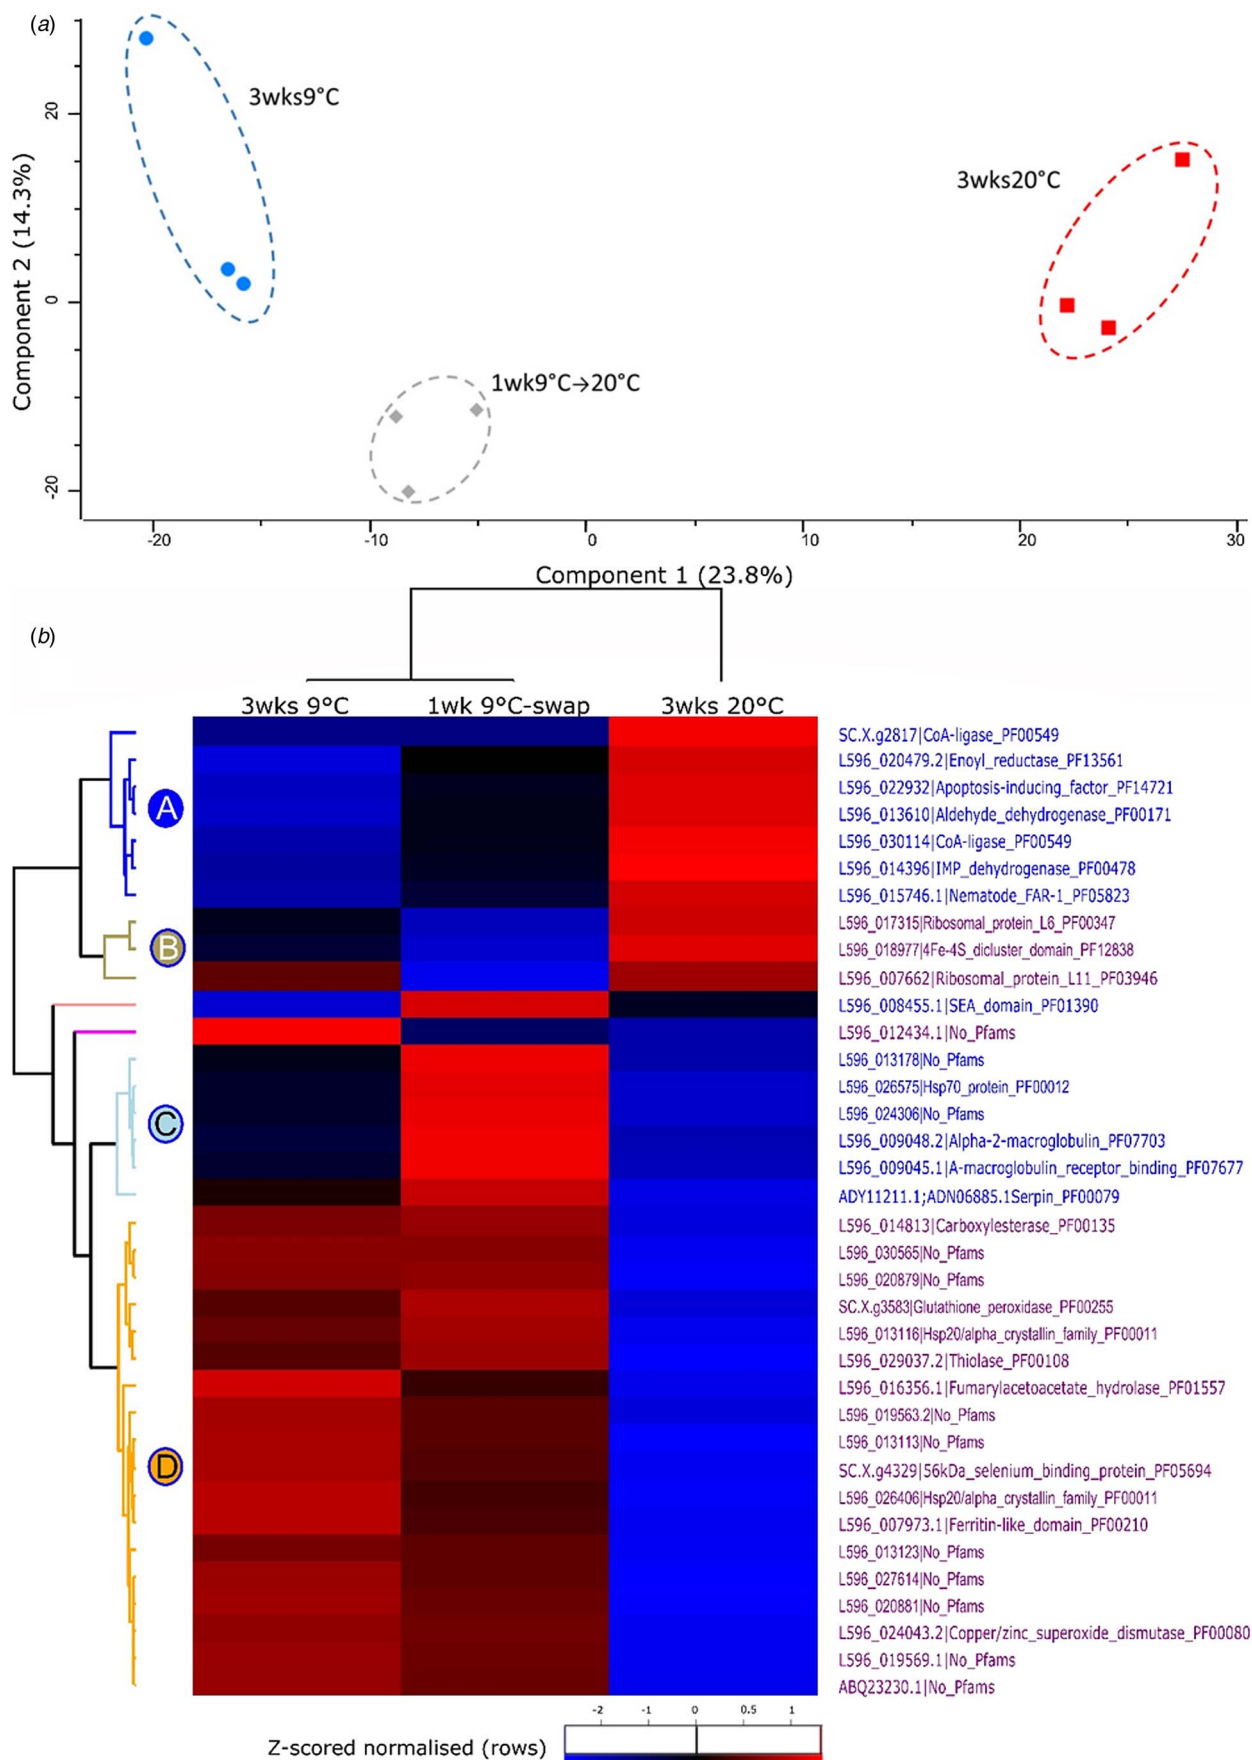 (a)
3wks9°C
3wks20°C
1wk9°C→20°C
Component 2 (14.3%)
20
0
-20
-20
-10
0
10
20
30
Component 1 (23.8%)
(b)
3wks 9°C
1wk 9°C-swap
3wks 20°C
A
B
C
D
SC.X.g2817|CoA-ligase_PF00549
L596_020479.2|Enoyl_reductase_PF13561
L596_022932|Apoptosis-inducing_factor_PF14721
L596_013610|Aldehyde_dehydrogenase_PF00171
L596_030114|CoA-ligase_PF00549
L596_014396|IMP_dehydrogenase_PF00478
L596_015746.1|Nematode_FAR-1_PF05823
L596_017315|Ribosomal_protein_L6_PF00347
L596_018977|4Fe-4S_dicluster_domain_PF12838
L596_007662|Ribosomal_protein_L11_PF03946
L596_008455.1|SEA_domain_PF01390
L596_012434.1|No_Pfams
L596_013178|No_Pfams
L596_026575|Hsp70_protein_PF00012
L596_024306|No_Pfams
L596_009048.2|Alpha-2-macroglobulin_PF07703
L596_009045.1|A-macroglobulin_receptor_binding_PF07677
ADY11211.1;ADN06885.1Serpin_PF00079
L596_014813|Carboxylesterase_PF00135
L596_030565|No_Pfams
L596_020879|No_Pfams
SC.X.g3583|Glutathione_peroxidase_PF00255
L596_013116|Hsp20/alpha_crystallin_family_PF00011
L596_029037.2|Thiolase_PF00108
L596_016356.1|Fumarylacetoacetate_hydrolase_PF01557
L596_019563.2|No_Pfams
L596_013113|No_Pfams
SC.X.g4329|56kDa_selenium_binding_protein_PF05694
L596_026406|Hsp20/alpha_crystallin_family_PF00011
L596_007973.1|Ferritin-like_domain_PF00210
L596_013123|No_Pfams
L596_027614|No_Pfams
L596_020881|No_Pfams
L596_024043.2|Copper/zinc_superoxide_dismutase_PF00080
L596_019569.1|No_Pfams
ABQ23230.1|No_Pfams
-2 -1 0 0.5 1
Z-scored normalised (rows)